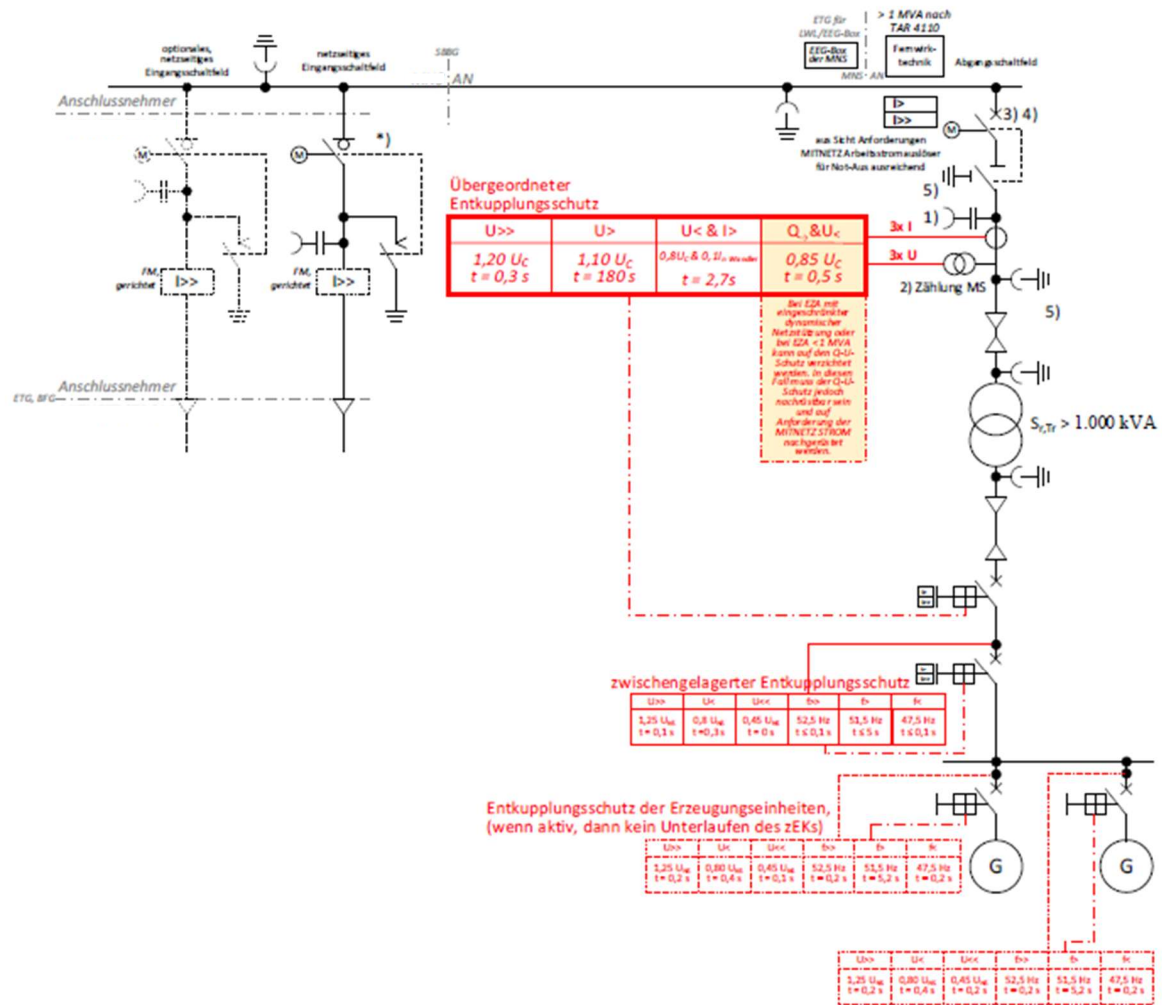 optionales,
netzseitiges
Eingangsschaltfeld
netzseitiges
Eingangsschaltfeld
SBBG
AN
ETG für
LWL/EEG-Box
EEG-Box
der MNS
MNS AN
> 1 MVA nach
TAR 4110
Fernwirk-
technik
Abgangsschaltfeld
Anschlussnehmer
M
M
*)
I>
I>>
M
3) 4)
aus Sicht Anforderungen
MITNETZ Arbeitsstromauslöser
für Not-Aus ausreichend
5)
1)
FM,
gerichtet
I>>
FM,
gerichtet
I>>
Übergeordneter
Entkupplungsschutz
U>> U> U< & I> &U<
1,20 UC 1,10 UC 0,8UC & 0,1I 0,85 UC
t = 0,3 s t = 180 s t = 2,7s t = 0,5 s
3x I
3x U
2) Zählung MS
5)
Bei EZA mit
eingeschränkter
dynamischer
Netzstützung oder
bei EZA <1 MVA
kann auf den Q-U-
Schutz verzichtet
werden. In diesen
Fall muss der Q-U-
Schutz jedoch
nachrüstbar sein
und auf
Anforderung der
MITNETZ STROM
nachgerüstet
werden.
Anschlussnehmer
ETG, BFG
Sr,Tr > 1.000 kVA
zwischengelagerter Entkupplungsschutz
U>> U< U<< f>> f> f<
1,25 UNS 0,8 UNS 0,45 UNS 52,5 Hz 51,5 Hz 47,5 Hz
t = 0,1 s t =0,3s t = 0 s t ≤ 0,1 s t ≤ 5 s t ≤ 0,1 s
Entkupplungsschutz der Erzeugungseinheiten,
(wenn aktiv, dann kein Unterlaufen des zEKs)
U>> U< U<< f>> f> f<
1,25 UNS 0,80 UNS 0,45 UNS 52,5 Hz 51,5 Hz 47,5 Hz
t = 0,2 s t = 0,4 s t = 0,1 s t = 0,2 s t = 5,2 s t = 0,2 s
G
G
U>> U< U<< f>> f> f<
1,25 UNS 0,80 UNS 0,45 UNS 52,5 Hz 51,5 Hz 47,5 Hz
t = 0,2 s t = 0,4 s t = 0,2 s t = 0,2 s t = 5,2 s t = 0,2 s